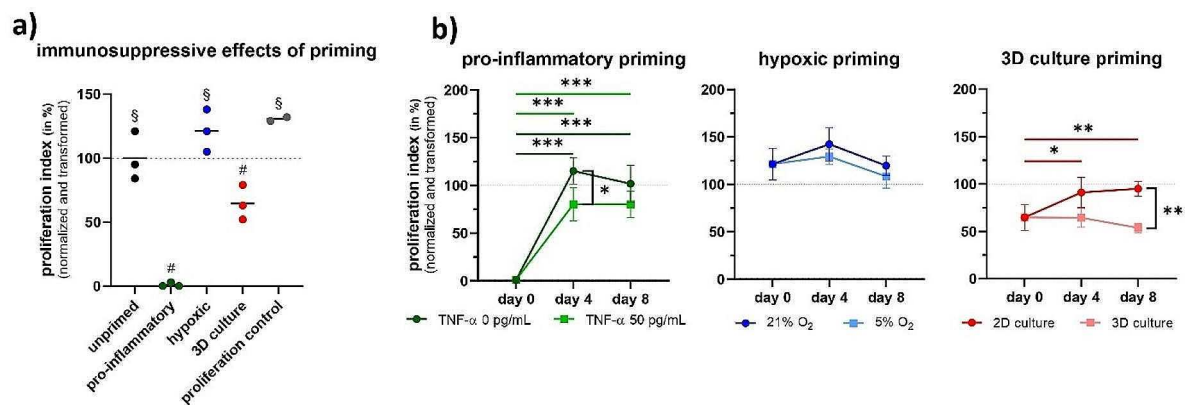 a)
immunosuppressive effects of priming
proliferation index (in %)
(normalized and transformed)
150
100
50
0
§
#
§
#
§
unprimed
pro-inflammatory
hypoxic
3D culture
proliferation control
b)
pro-inflammatory priming
proliferation index (in %)
(normalized and transformed)
200
150
100
50
0
***
***
***
***
*
day 0 day 4 day 8
TNF-α 0 pg/mL TNF-α 50 pg/mL
hypoxic priming
200
150
100
50
0
day 0 day 4 day 8
21% O₂ 5% O₂
3D culture priming
200
150
100
50
0
**
*
**
day 0 day 4 day 8
2D culture 3D culture